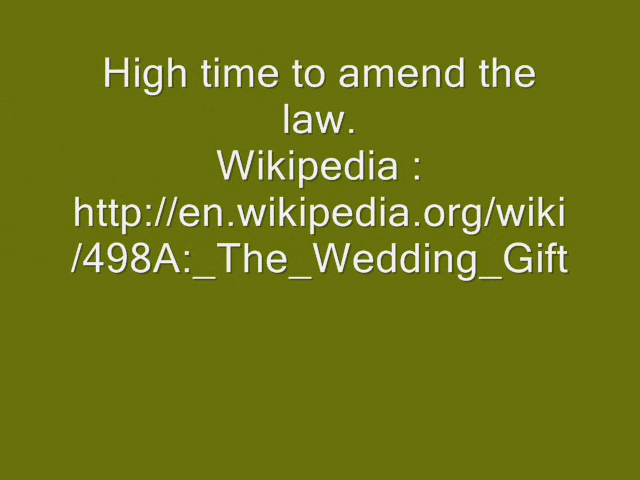 High time to amend the
law.
Wikipedia :
http://en.wikipedia.org/wiki
/498A:_The_Wedding_Gift